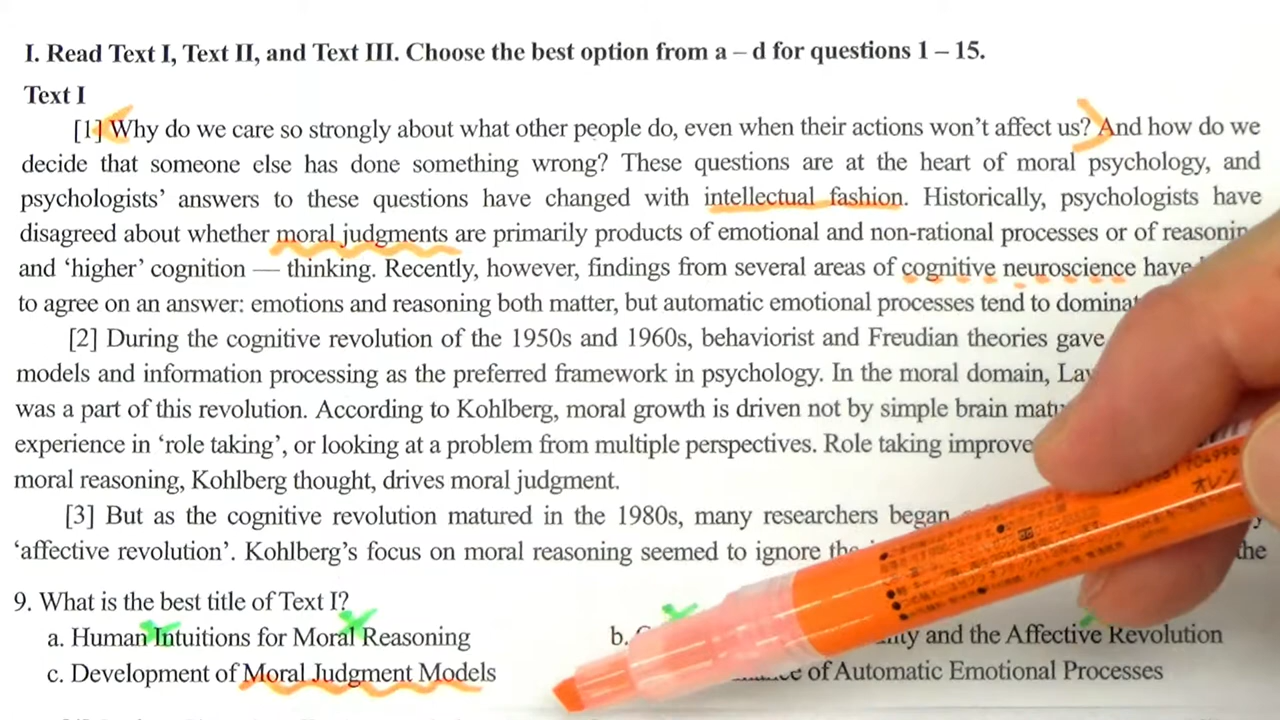 I. Read Text I, Text II, and Text III. Choose the best option from a – d for questions 1 – 15.
Text I
[1] Why do we care so strongly about what other people do, even when their actions won't affect us? And how do we
decide that someone else has done something wrong? These questions are at the heart of moral psychology, and
psychologists' answers to these questions have changed with intellectual fashion. Historically, psychologists have
disagreed about whether moral judgments are primarily products of emotional and non-rational processes or of
and 'higher' cognition — thinking. Recently, however, findings from several areas of cognitive neuroscience have
to agree on an answer: emotions and reasoning both matter, but automatic emotional processes tend to
[2] During the cognitive revolution of the 1950s and 1960s, behaviorist and Freudian theories gave
models and information processing as the preferred framework in psychology. In the moral domain,
was a part of this revolution. According to Kohlberg, moral growth is driven not by simple brain
experience in 'role taking', or looking at a problem from multiple perspectives. Role taking
moral reasoning, Kohlberg thought, drives moral judgment.
[3] But as the cognitive revolution matured in the 1980s, many researchers began
'affective revolution'. Kohlberg's focus on moral reasoning seemed to ignore the
9. What is the best title of Text I?
a. Human Intuitions for Moral Reasoning b. and the Affective Revolution
c. Development of Moral Judgment Models of Automatic Emotional Processes